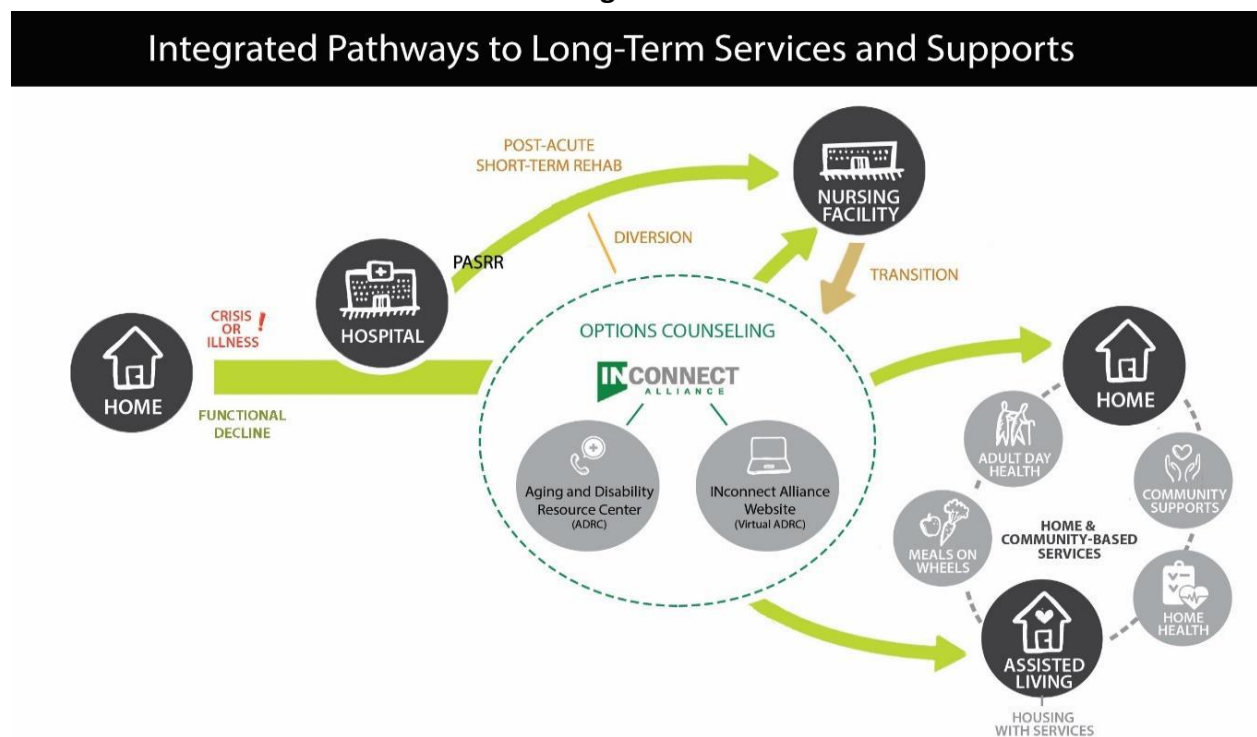 Integrated Pathways to Long-Term Services and Supports
POST-ACUTE
SHORT-TERM REHAB
NURSING
FACILITY
DIVERSION
PASRR
TRANSITION
CRISIS
OR
ILLNESS
!
HOSPITAL
HOME
FUNCTIONAL
DECLINE
OPTIONS COUNSELING
INCONNECT
ALLIANCE
Aging and Disability
Resource Center
(ADRC)
INconnect Alliance
Website
(Virtual ADRC)
HOME
ADULT DAY
HEALTH
COMMUNITY
SUPPORTS
HOME &
COMMUNITY-BASED
SERVICES
MEALS ON
WHEELS
HOME
HEALTH
ASSISTED
LIVING
HOUSING
WITH SERVICES